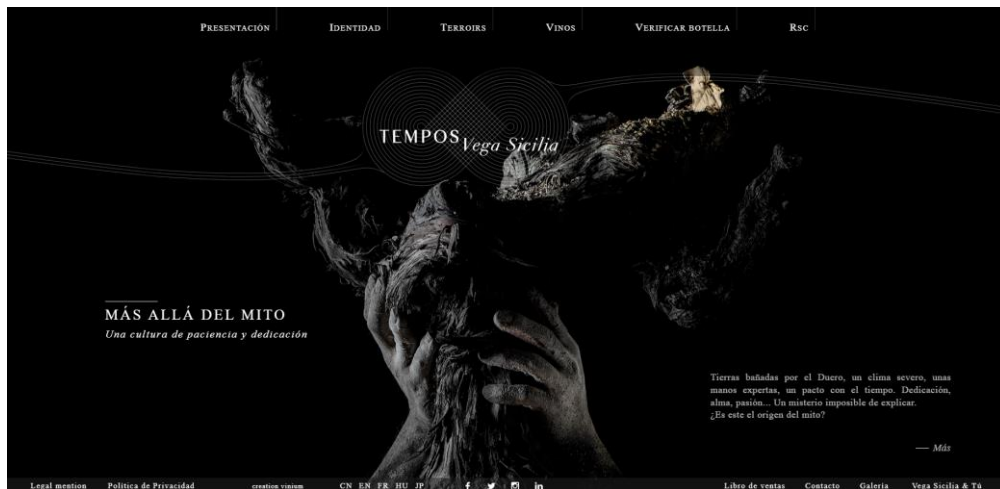 PRESENTACIÓN IDENTIDAD TERROIRS VINOS VERIFICAR BOTELLA RSC
TEMPOS Vega Sicilia
MÁS ALLÁ DEL MITO
Una cultura de paciencia y dedicación
Tierras bañadas por el Duero, un clima severo, unas
manos expertas, un pacto con el tiempo. Dedicación,
alma, pasión... Un misterio imposible de explicar.
¿Es este el origen del mito?
— Más
Legal mention Política de Privacidad creation vinium CN EN FR HU JP f in Libro de ventas Contacto Galería Vega Sicilia & Tú